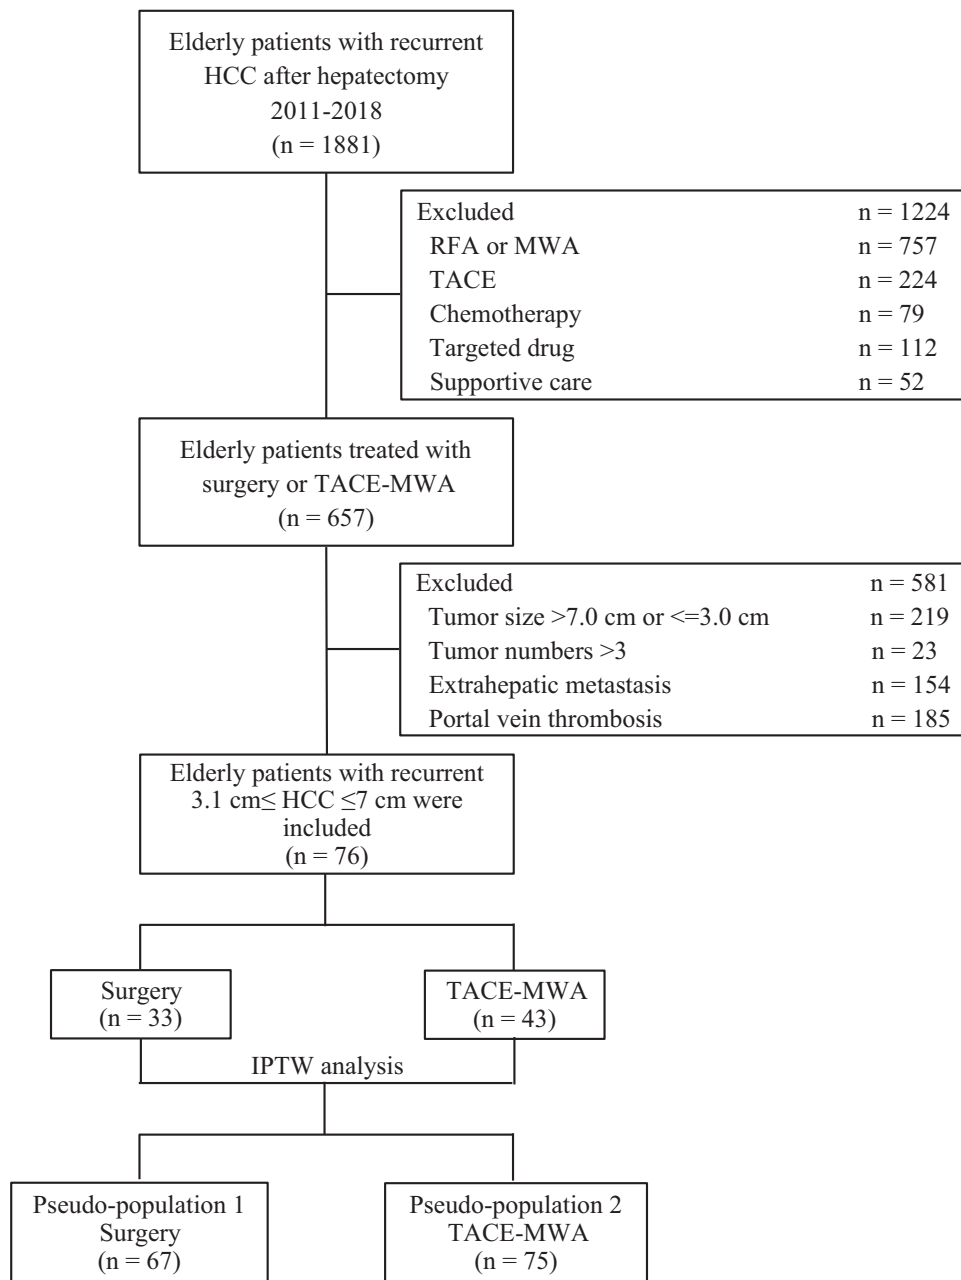 Elderly patients with recurrent
HCC after hepatectomy
2011-2018
(n = 1881)
Excluded n = 1224
RFA or MWA n = 757
TACE n = 224
Chemotherapy n = 79
Targeted drug n = 112
Supportive care n = 52
Elderly patients treated with
surgery or TACE-MWA
(n = 657)
Excluded n = 581
Tumor size >7.0 cm or <=3.0 cm n = 219
Tumor numbers >3 n = 23
Extrahepatic metastasis n = 154
Portal vein thrombosis n = 185
Elderly patients with recurrent
3.1 cm≤ HCC ≤7 cm were
included
(n = 76)
Surgery
(n = 33)
TACE-MWA
(n = 43)
IPTW analysis
Pseudo-population 1
Surgery
(n = 67)
Pseudo-population 2
TACE-MWA
(n = 75)